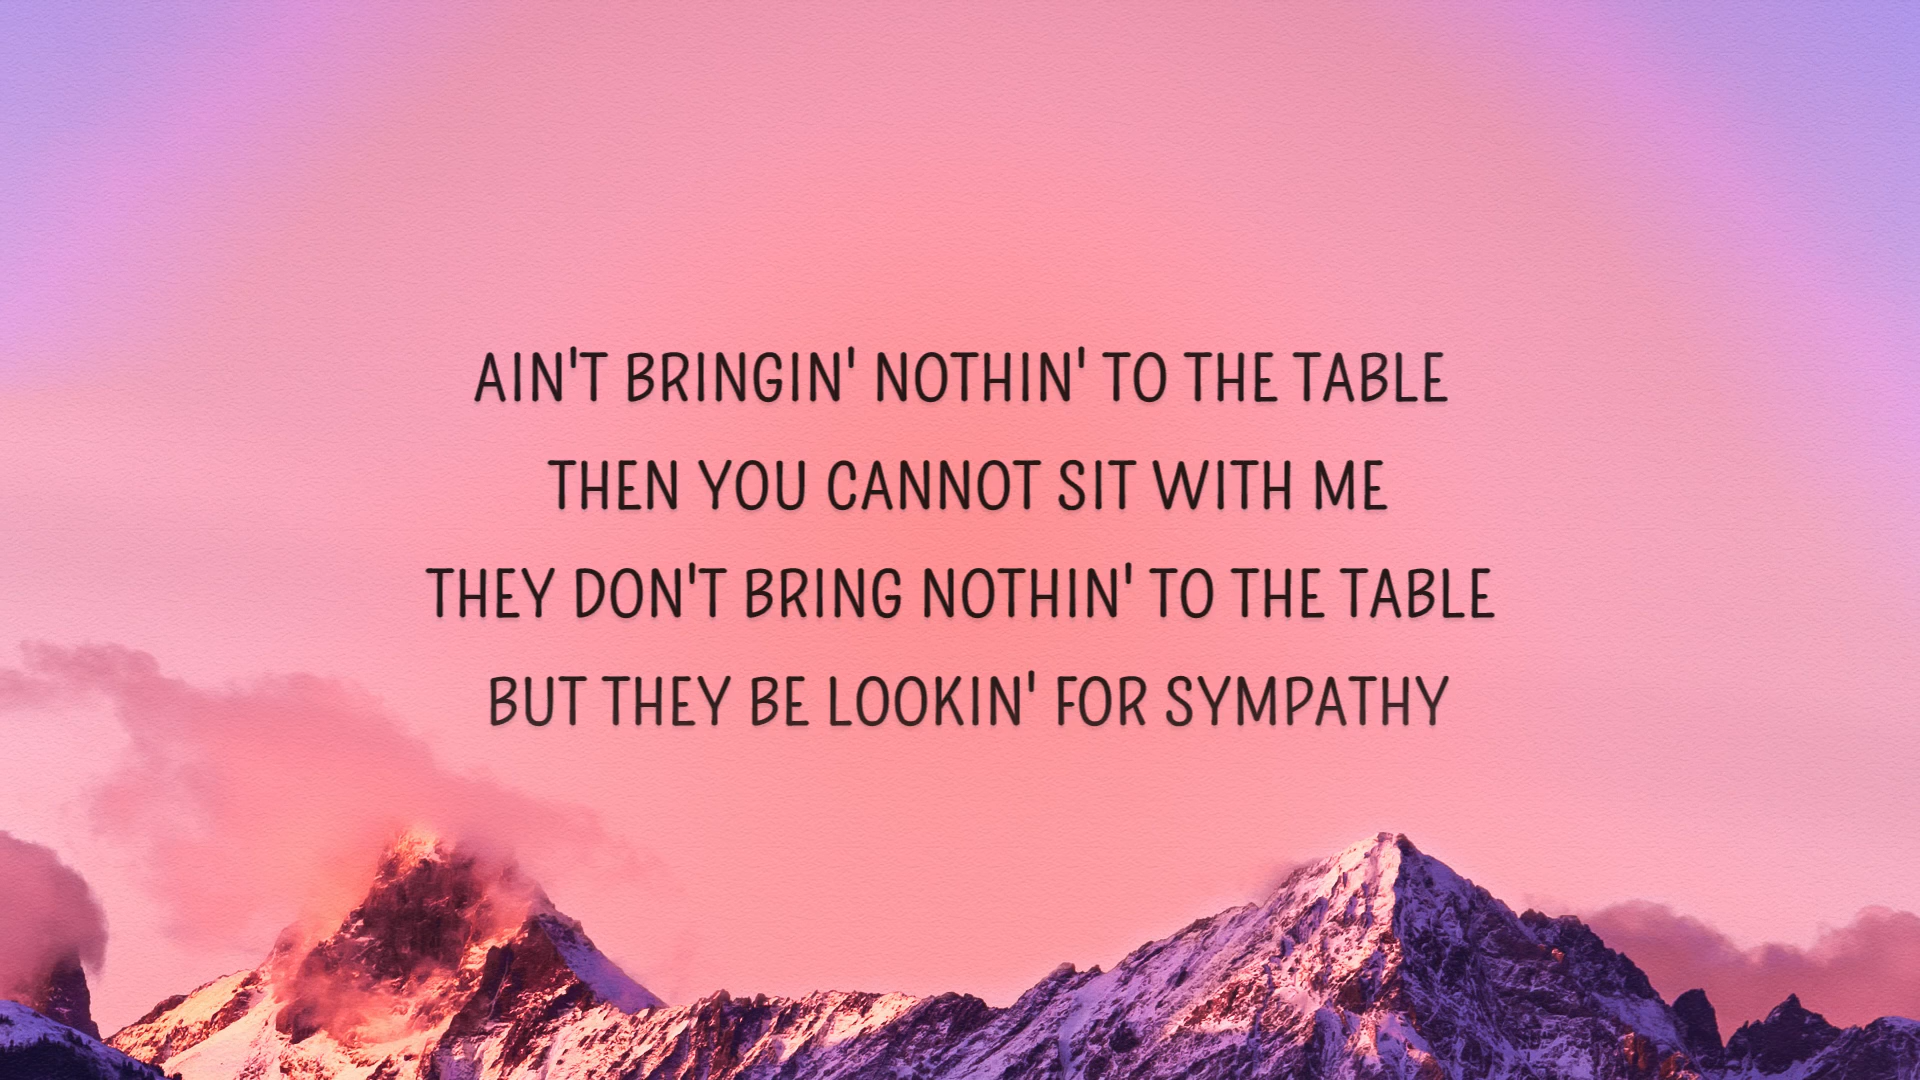 AIN'T BRINGIN' NOTHIN' TO THE TABLE
THEN YOU CANNOT SIT WITH ME
THEY DON'T BRING NOTHIN' TO THE TABLE
BUT THEY BE LOOKIN' FOR SYMPATHY